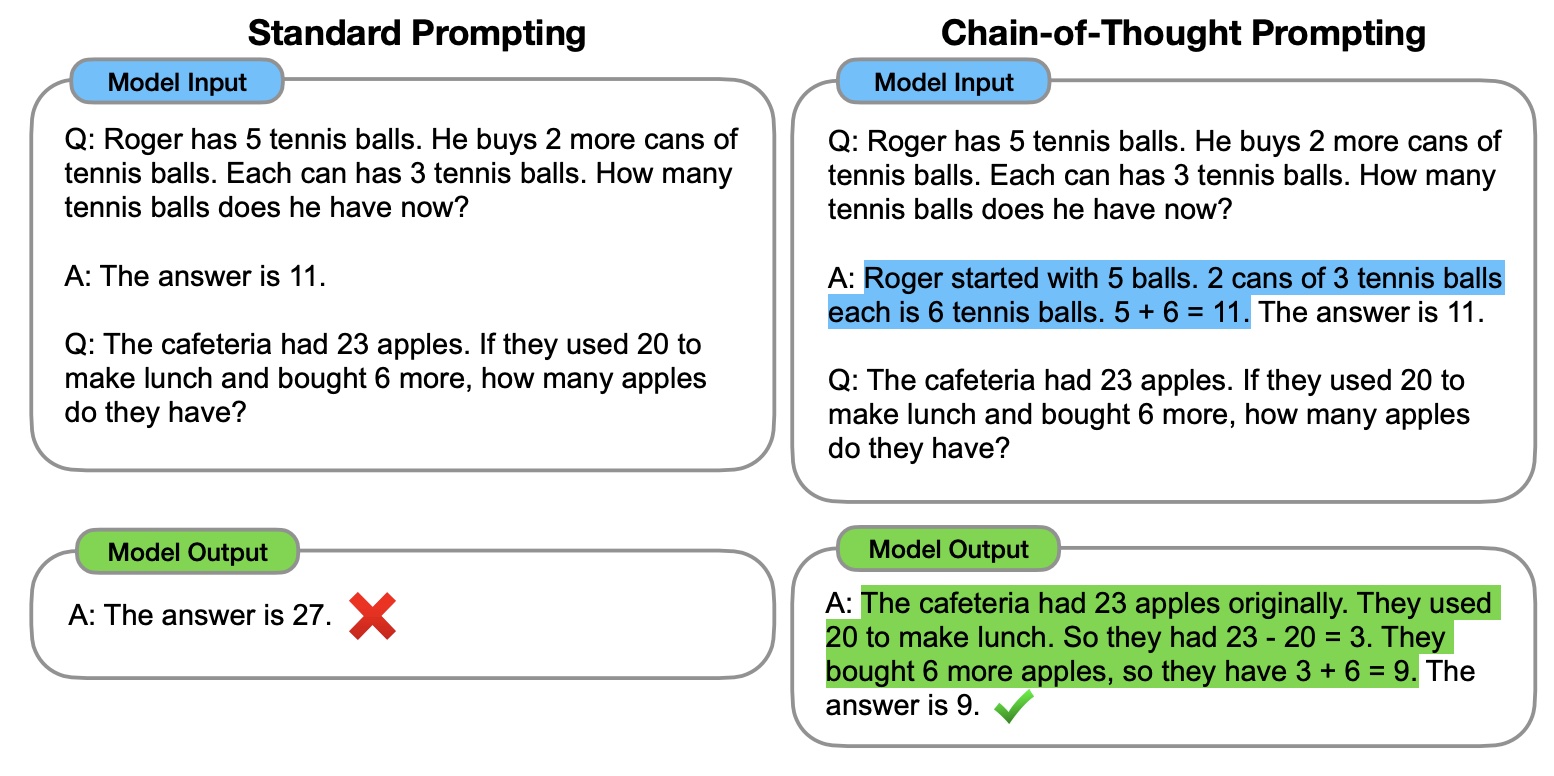 Standard Prompting
Model Input
Q: Roger has 5 tennis balls. He buys 2 more cans of
tennis balls. Each can has 3 tennis balls. How many
tennis balls does he have now?
A: The answer is 11.
Q: The cafeteria had 23 apples. If they used 20 to
make lunch and bought 6 more, how many apples
do they have?
Model Output
A: The answer is 27.
Chain-of-Thought Prompting
Model Input
Q: Roger has 5 tennis balls. He buys 2 more cans of
tennis balls. Each can has 3 tennis balls. How many
tennis balls does he have now?
A: Roger started with 5 balls. 2 cans of 3 tennis balls
each is 6 tennis balls. 5 + 6 = 11. The answer is 11.
Q: The cafeteria had 23 apples. If they used 20 to
make lunch and bought 6 more, how many apples
do they have?
Model Output
A: The cafeteria had 23 apples originally. They used
20 to make lunch. So they had 23 - 20 = 3. They
bought 6 more apples, so they have 3 + 6 = 9. The
answer is 9.